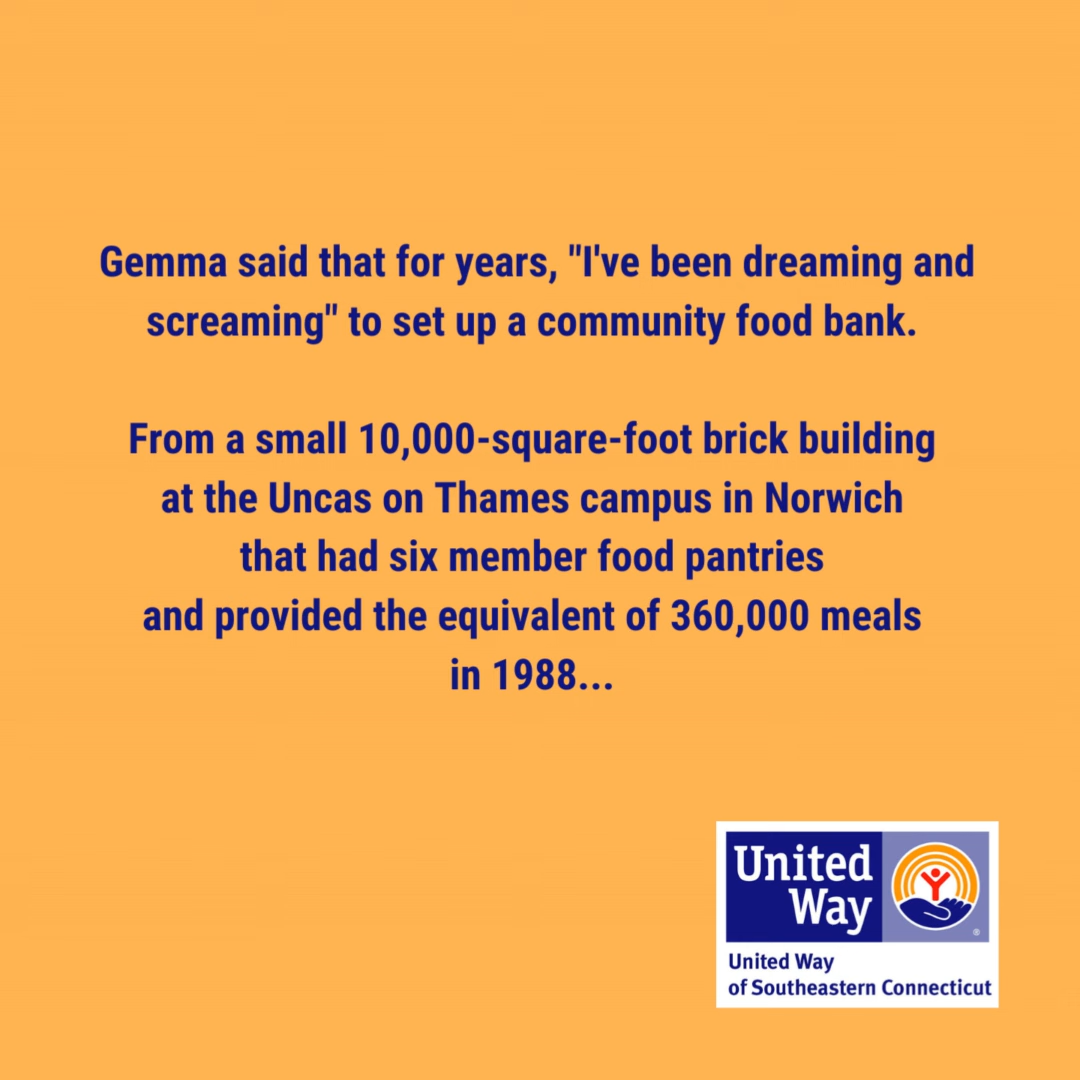 Gemma said that for years, "I've been dreaming and
screaming" to set up a community food bank.
From a small 10,000-square-foot brick building
at the Uncas on Thames campus in Norwich
that had six member food pantries
and provided the equivalent of 360,000 meals
in 1988...
United
Way
®
United Way
of Southeastern Connecticut